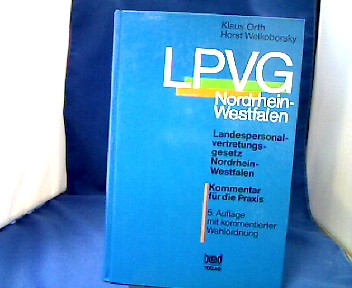 Klaus Orth
Horst Welkoborsky
LPVG
Nordrhein-
Westfalen
Landespersonal-
vertretungs-
gesetz
Nordrhein-
Westfalen
Kommentar
für die Praxis
5. Auflage
mit kommentierter
Wahlordnung
VERLAG